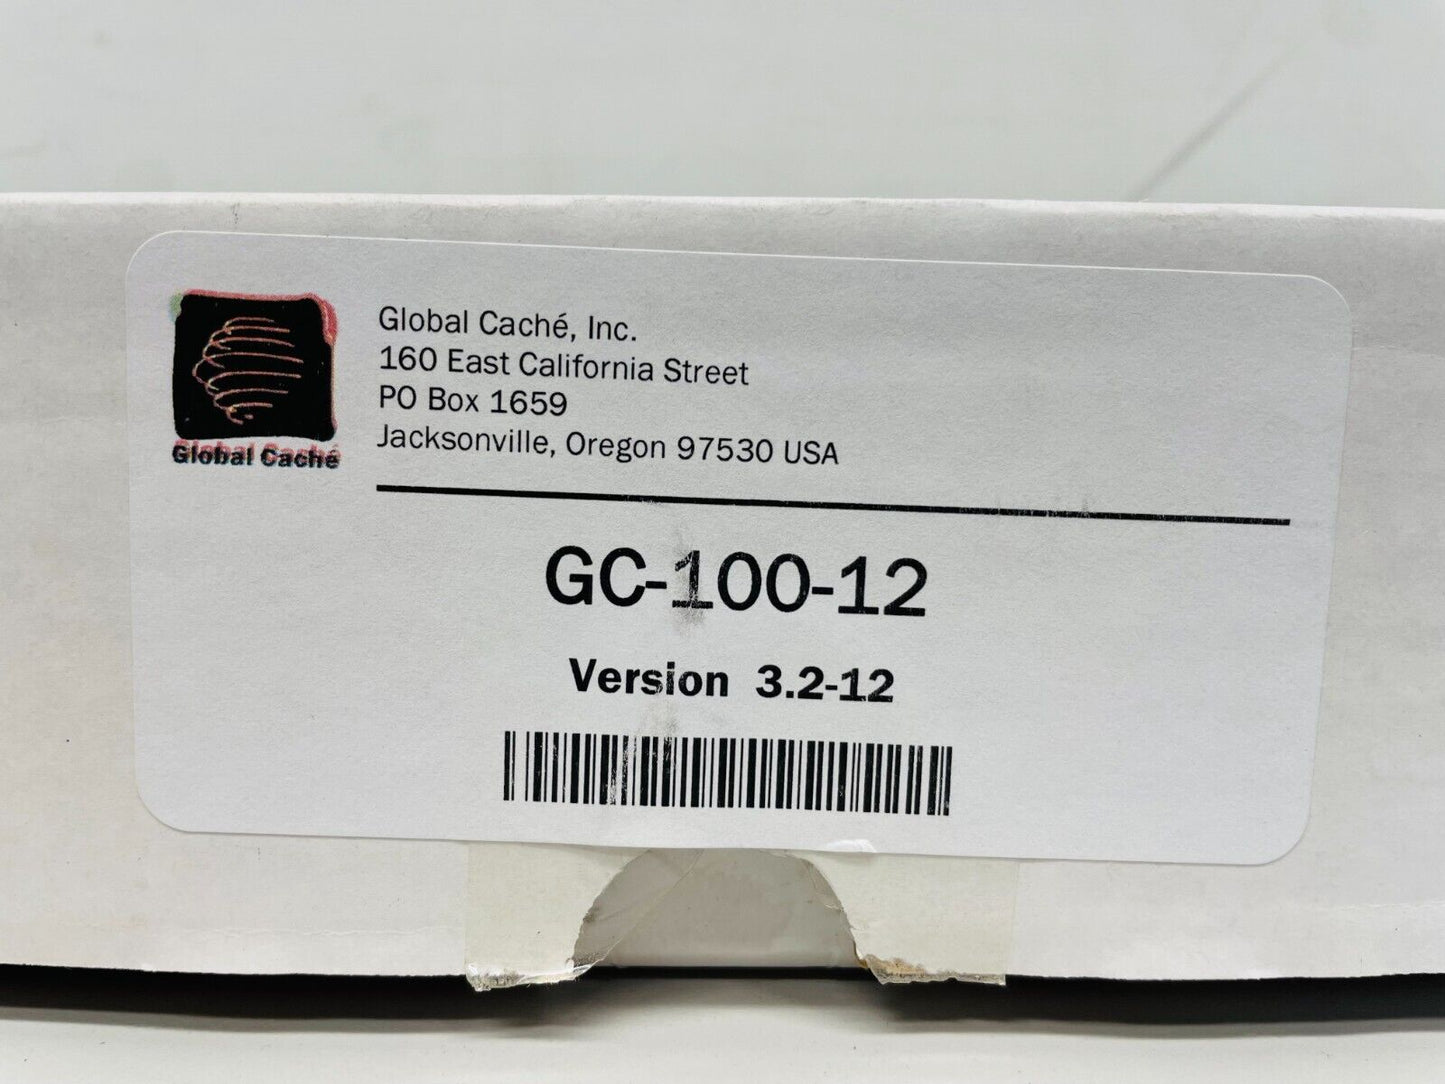 Global Caché
Global Caché, Inc.
160 East California Street
PO Box 1659
Jacksonville, Oregon 97530 USA
GC-100-12
Version 3.2-12